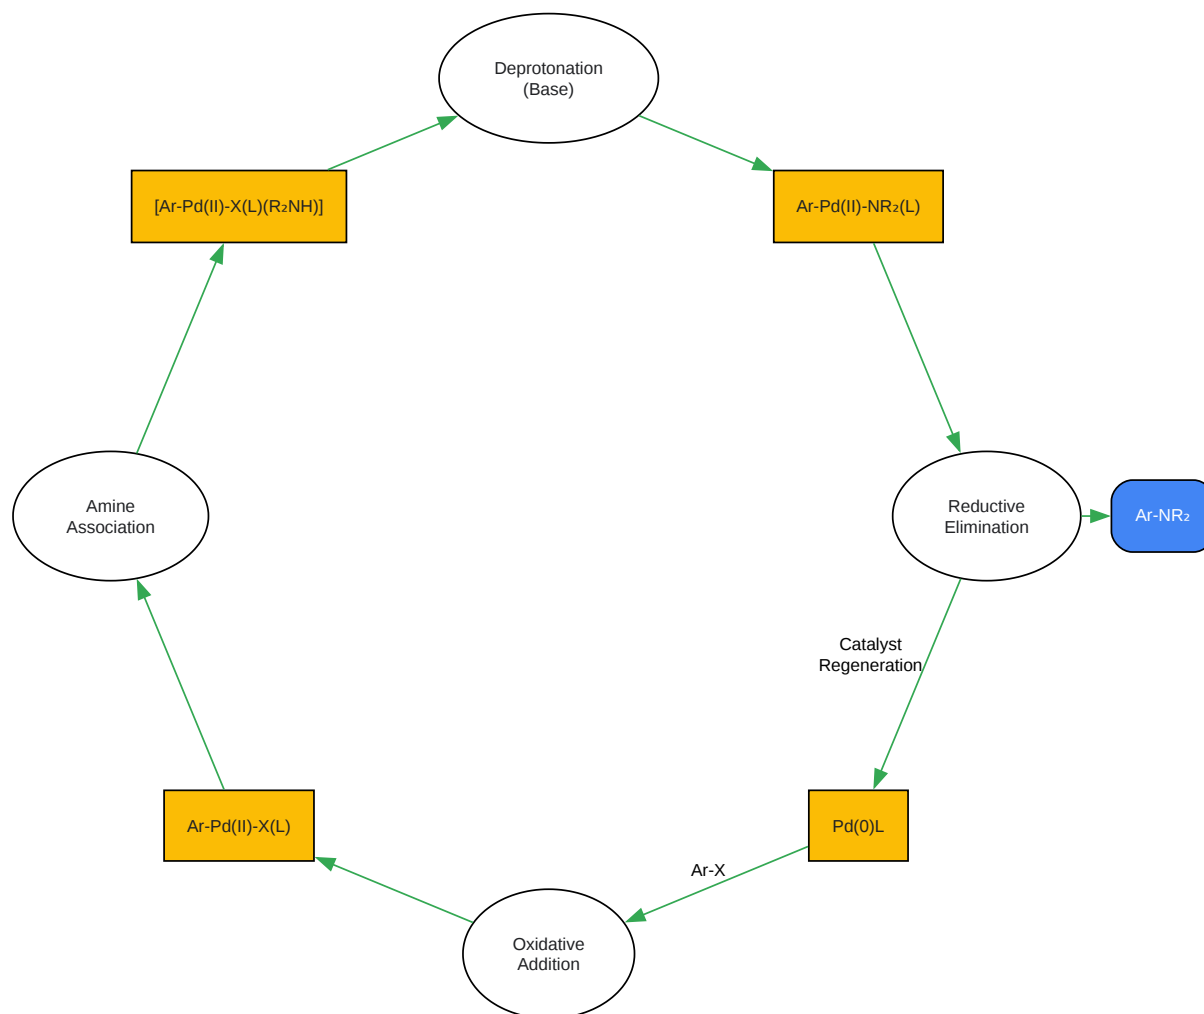 Deprotonation
(Base)
[Ar-Pd(II)-X(L)(R₂NH)]
Ar-Pd(II)-NR₂(L)
Amine
Association
Reductive
Elimination
Ar-NR₂
Catalyst
Regeneration
Ar-Pd(II)-X(L)
Pd(0)L
Ar-X
Oxidative
Addition